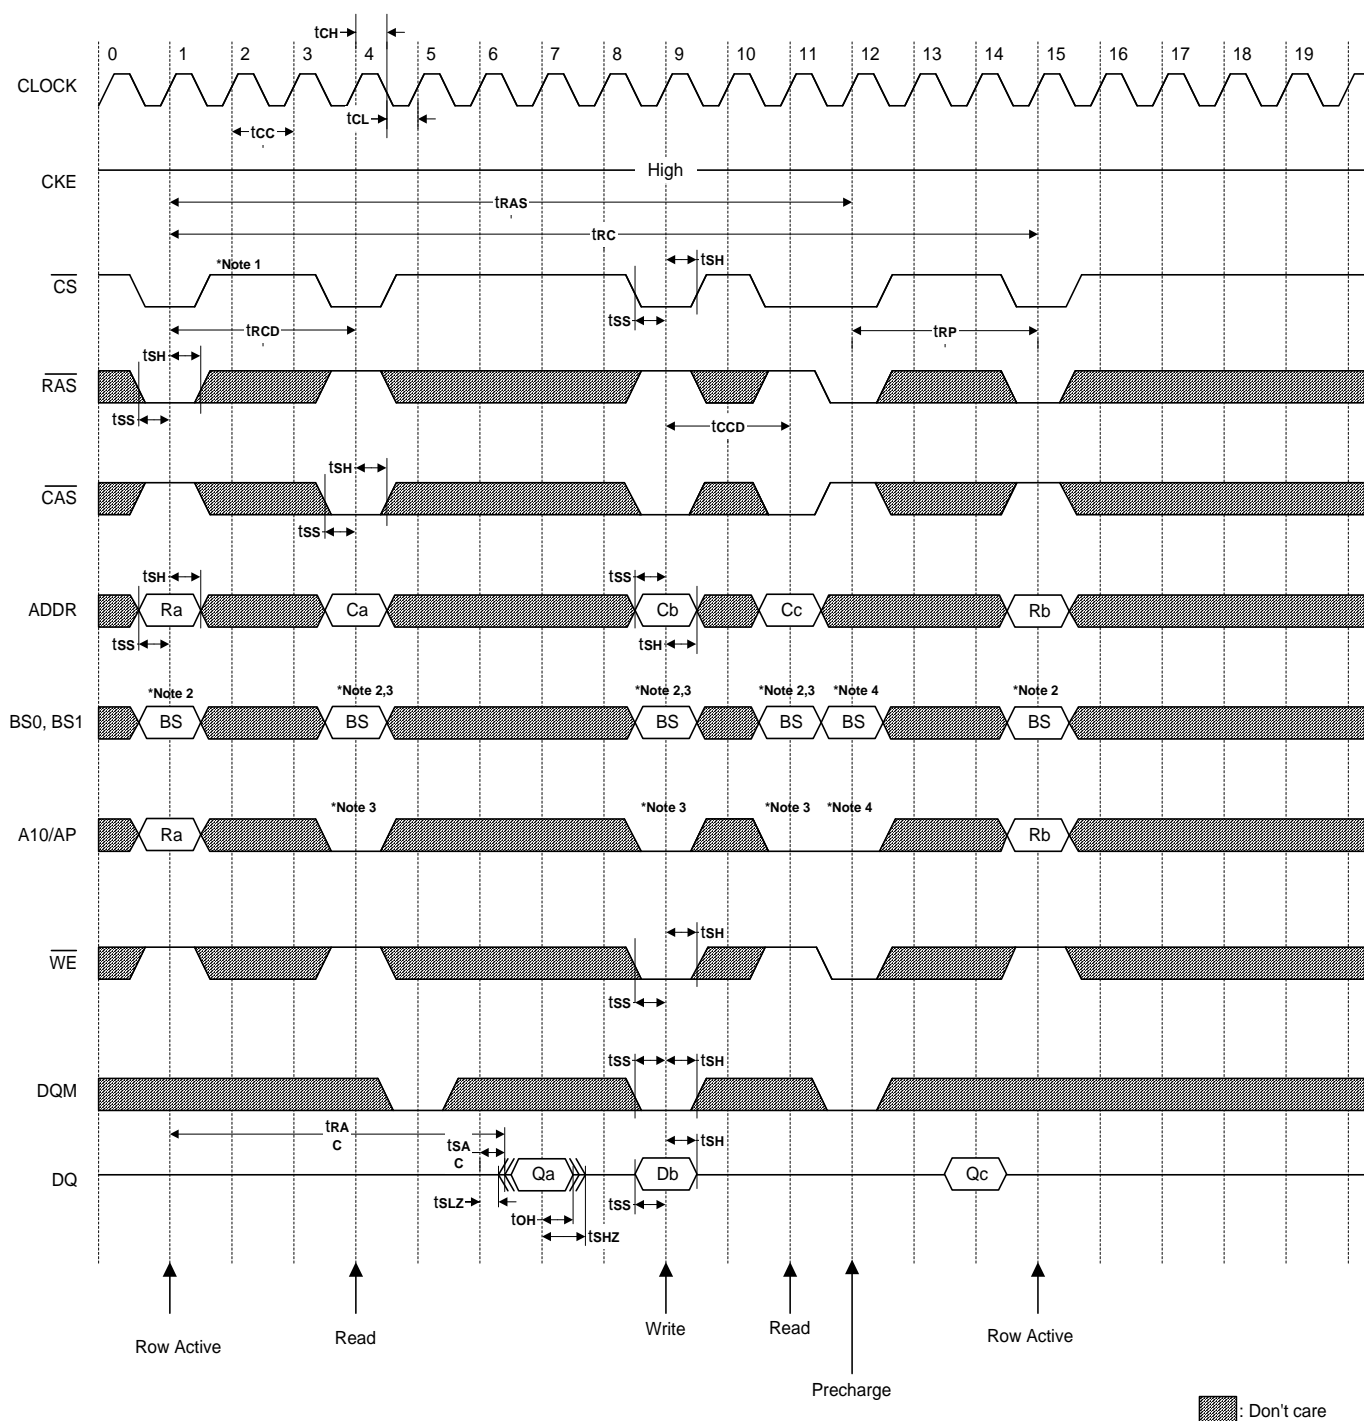 tCH
0 1 2 3 4 5 6 7 8 9 10 11 12 13 14 15 16 17 18 19
CLOCK
tCL
tCC
High
CKE
tRAS
tRC
*Note 1
tSH
CS
tSS
tRCD
tRP
tSH
RAS
tSS
tCCD
tSH
CAS
tSS
tSH
tSS
ADDR Ra Ca Cb Cc Rb
tSS
tSH
*Note 2 *Note 2,3 *Note 2,3 *Note 2,3 *Note 4 *Note 2
BS0, BS1 BS BS BS BS BS BS
*Note 3 *Note 3 *Note 3 *Note 4
A10/AP Ra Rb
tSH
WE
tSS
tSS tSH
DQM
tRA
C
tSA
C
tSH
DQ Qa Db Qc
tSLZ
tSS
tOH
tSHZ
Row Active
Read
Write
Read
Row Active
Precharge
: Don't care